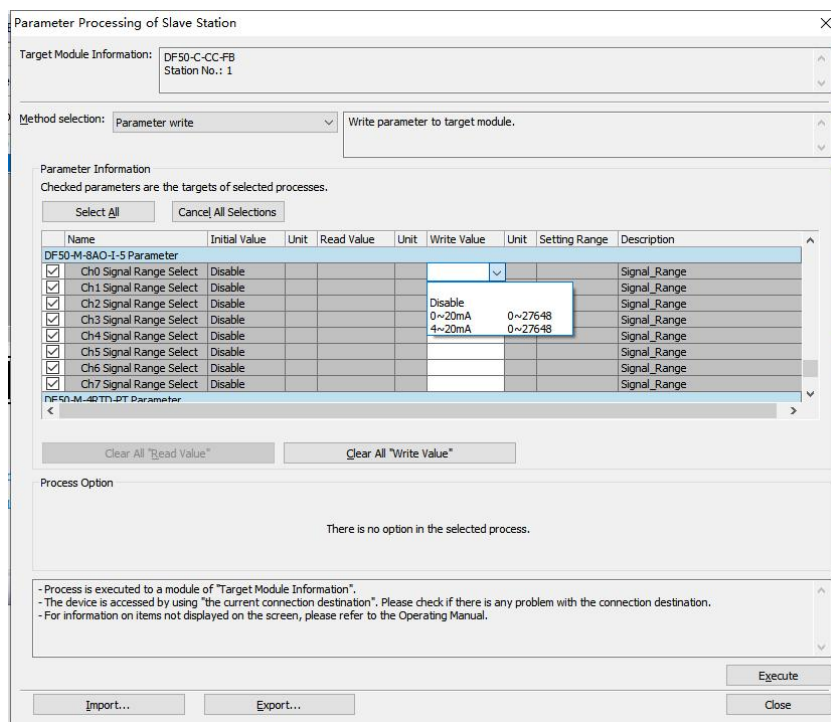 Parameter Processing of Slave Station
Target Module Information: DF50-C-CC-FB
Station No.: 1
Method selection: Parameter write
Write parameter to target module.
Parameter Information
Checked parameters are the targets of selected processes.
Select All Cancel All Selections
Name Initial Value Unit Read Value Unit Write Value Unit Setting Range Description
DF50-M-8AO-I-5 Parameter
Ch0 Signal Range Select Disable Signal_Range
Ch1 Signal Range Select Disable Signal_Range
Ch2 Signal Range Select Disable Disable Signal_Range
Ch3 Signal Range Select Disable 0~20mA 0~27648 Signal_Range
Ch4 Signal Range Select Disable 4~20mA 0~27648 Signal_Range
Ch5 Signal Range Select Disable Signal_Range
Ch6 Signal Range Select Disable Signal_Range
Ch7 Signal Range Select Disable Signal_Range
DF50-M-4RTD-PT Parameter
Clear All "Read Value" Clear All "Write Value"
Process Option
There is no option in the selected process.
- Process is executed to a module of "Target Module Information".
- The device is accessed by using "the current connection destination". Please check if there is any problem with the connection destination.
- For information on items not displayed on the screen, please refer to the Operating Manual.
Execute
Import... Export... Close